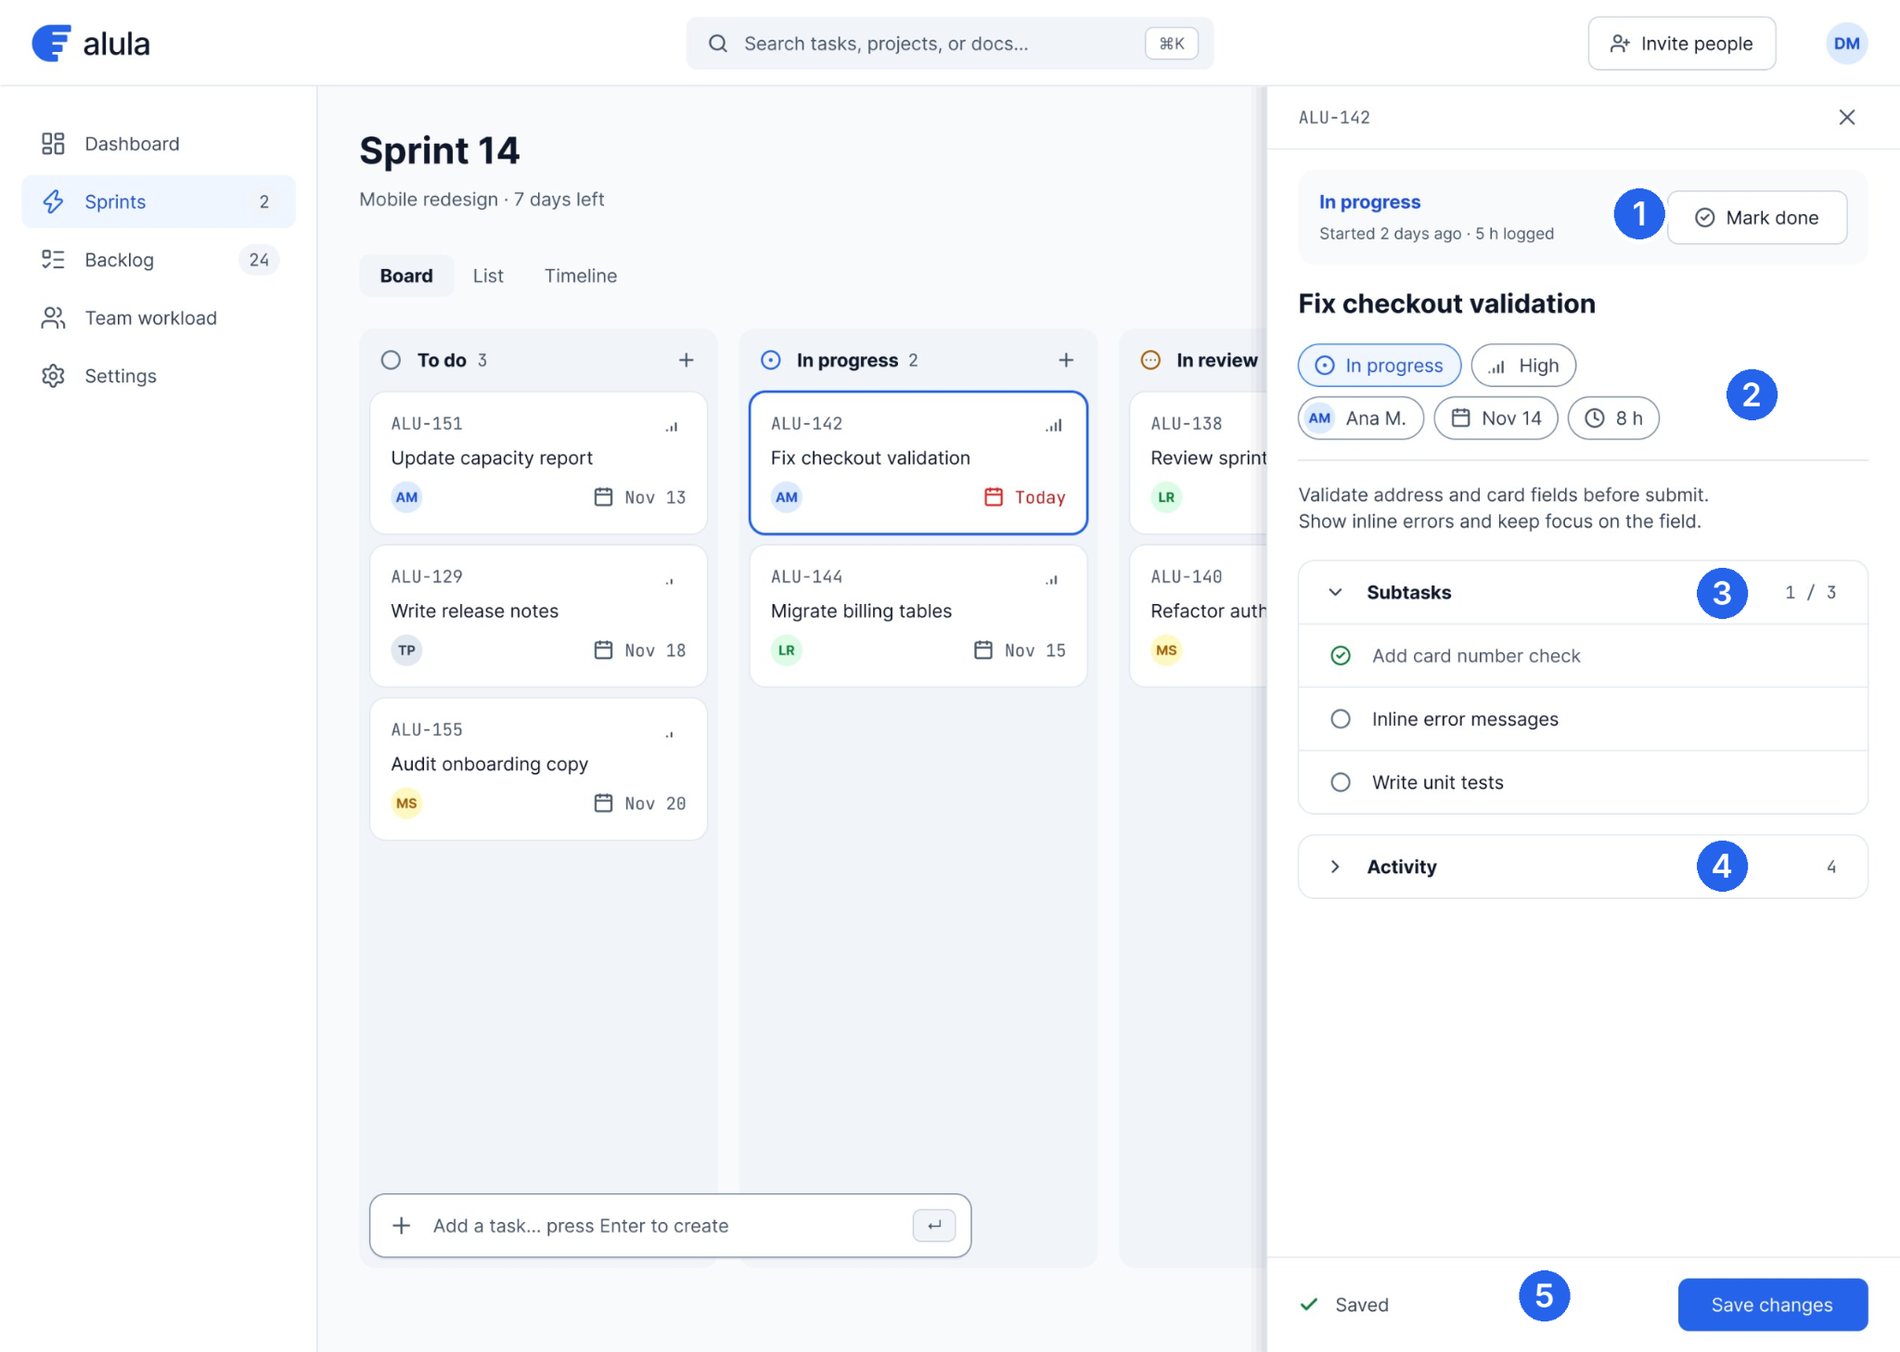 alula
Search tasks, projects, or docs... ⌘K
Invite people
DM
Dashboard
Sprints 2
Backlog 24
Team workload
Settings
Sprint 14
Mobile redesign · 7 days left
Board List Timeline
To do 3
ALU-151
Update capacity report
AM Nov 13
ALU-129
Write release notes
TP Nov 18
ALU-155
Audit onboarding copy
MS Nov 20
In progress 2
ALU-142
Fix checkout validation
AM Today
ALU-144
Migrate billing tables
LR Nov 15
In review
ALU-138
Review sprint
LR
ALU-140
Refactor auth
MS
Add a task... press Enter to create
ALU-142
In progress
Started 2 days ago · 5 h logged
1 Mark done
Fix checkout validation
In progress High
2
AM Ana M. Nov 14 8 h
Validate address and card fields before submit.
Show inline errors and keep focus on the field.
Subtasks 3 1 / 3
Add card number check
Inline error messages
Write unit tests
Activity 4 4
Saved 5 Save changes